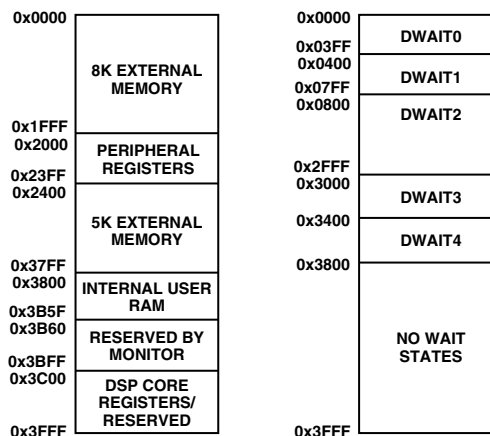 0x0000
8K EXTERNAL
MEMORY
0x1FFF
0x2000
PERIPHERAL
REGISTERS
0x23FF
0x2400
5K EXTERNAL
MEMORY
0x37FF
0x3800
INTERNAL USER
RAM
0x3B5F
0x3B60
RESERVED BY
MONITOR
0x3BFF
0x3C00
DSP CORE
REGISTERS/
RESERVED
0x3FFF
0x0000
DWAIT0
0x03FF
0x0400
DWAIT1
0x07FF
0x0800
DWAIT2
0x2FFF
0x3000
DWAIT3
0x3400
DWAIT4
0x3800
NO WAIT
STATES
0x3FFF